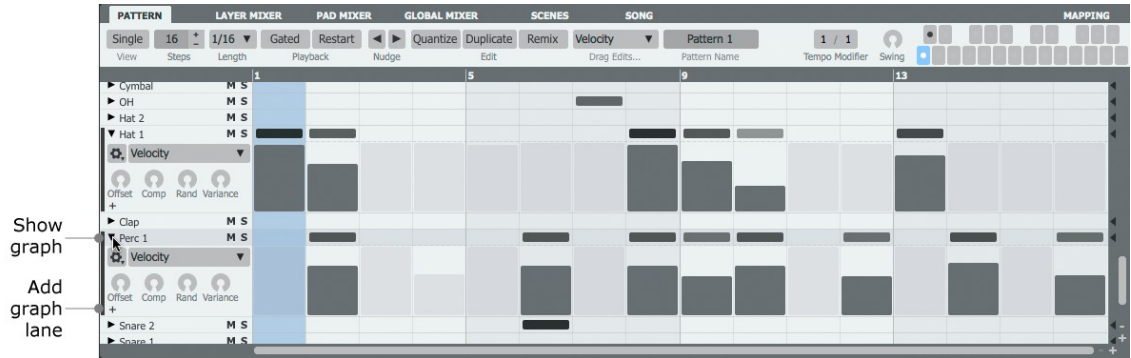 PATTERN LAYER MIXER PAD MIXER GLOBAL MIXER SCENES SONG MAPPING
Single 16 + - 1/16 Gated Restart Quantize Duplicate Remix Velocity Pattern 1 1 / 1
View Steps Length Playback Nudge Edit Drag Edits... Pattern Name Tempo Modifier Swing
1 5 9 13
Cymbal M S
OH M S
Hat 2 M S
Hat 1 M S
Velocity
Offset Comp Rand Variance
+
Clap M S
Show
graph
Perc 1 M S
Velocity
Add
graph
lane
Offset Comp Rand Variance
+
Snare 2 M S
Snare 1 M S
- +
- +